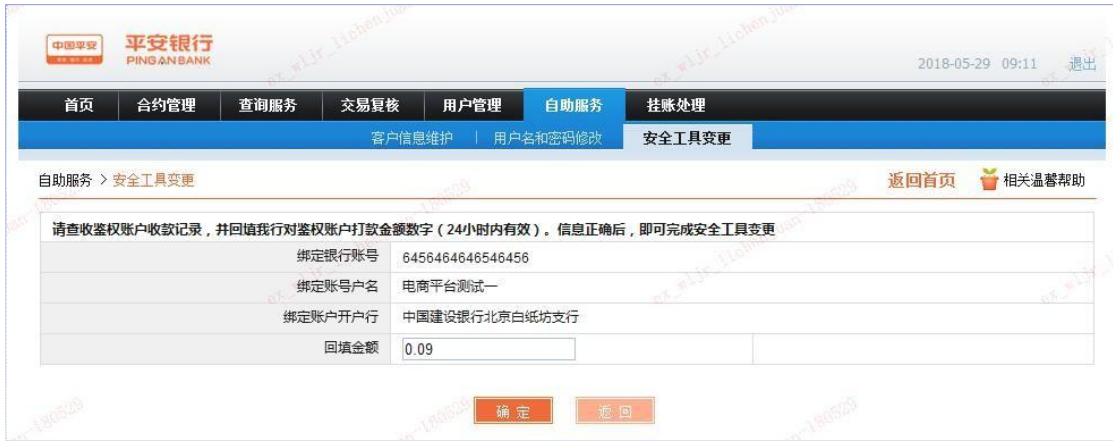 中国平安
平安银行
PINGAN BANK
2018-05-29 09:11 退出
首页 合约管理 查询服务 交易复核 用户管理 自助服务 挂账处理
客户信息维护 | 用户名和密码修改 安全工具变更
自助服务 > 安全工具变更 返回首页 相关温馨帮助
请查收鉴权账户收款记录，并回填我行对鉴权账户打款金额数字（24小时内有效）。信息正确后，即可完成安全工具变更
绑定银行账号 6456464646546456
绑定账号户名 电商平台测试一
绑定账户开户行 中国建设银行北京白纸坊支行
回填金额 0.09
确定 返回